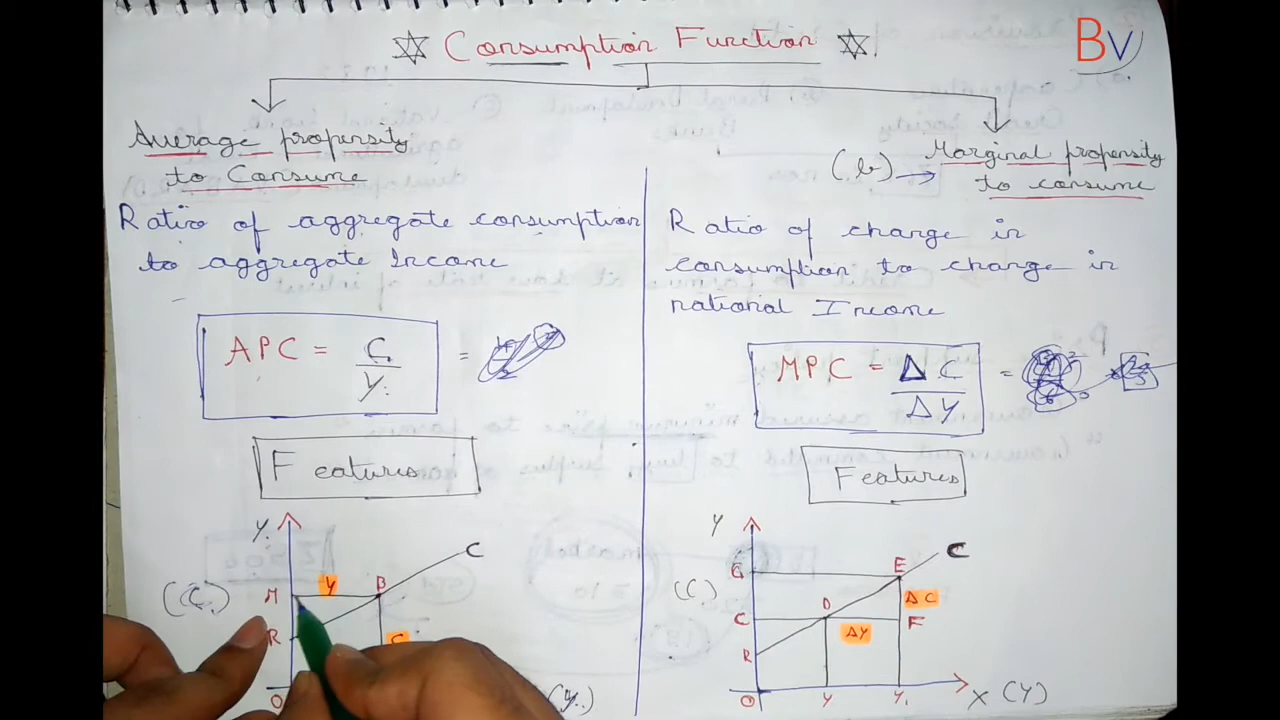 Consumption Function
BV
Average propensity
to Consume
Ratio of aggregate consumption
to aggregate Income
APC = C
Y
=
Features
Y
(C)
M
Y
B
C
R
C
O
(Y)
(b) → Marginal propensity
to consume
Ratio of change in
consumption to change in
national Income
MPC = Δ C
ΔY
=
Features
Y
(C)
G
E
C
ΔC
C
D
F
ΔY
R
O
Y
Y1
X (Y)